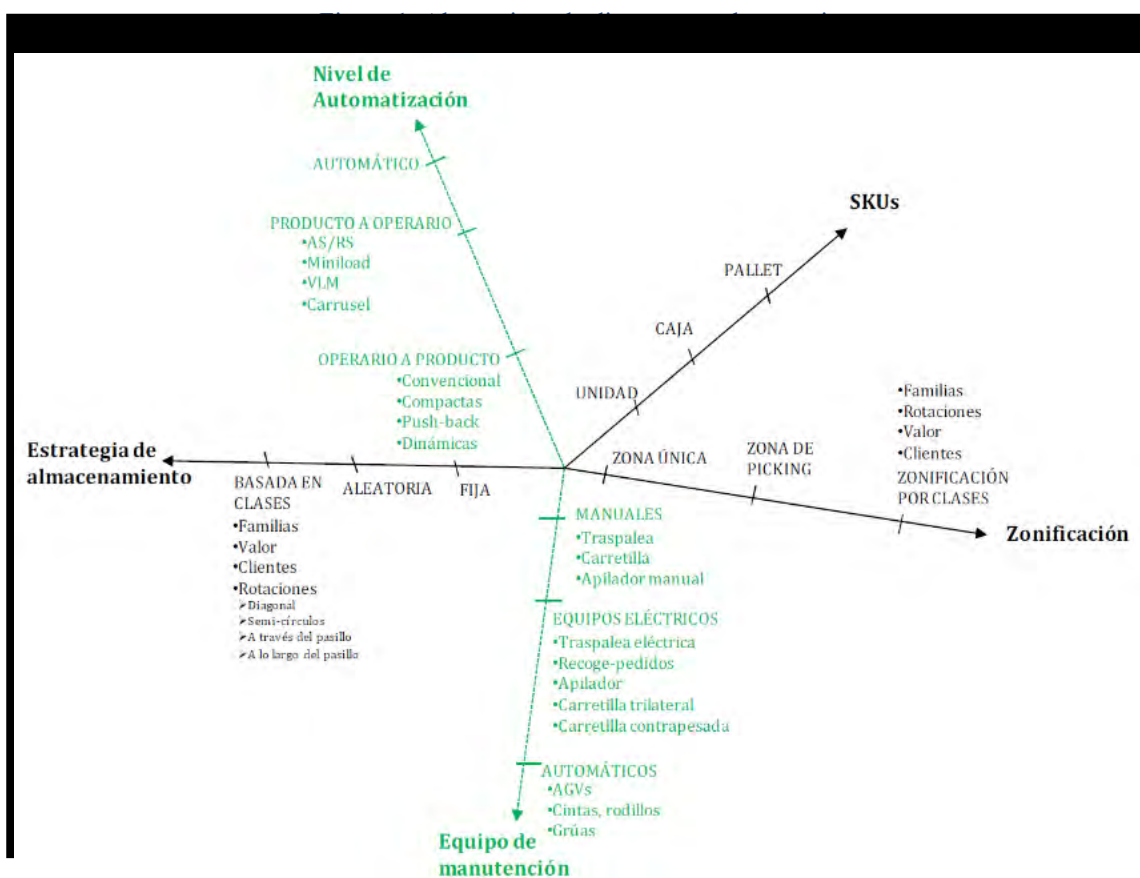 Nivel de
Automatización
AUTOMÁTICO
PRODUCTO A OPERARIO
•AS/RS
•Miniload
•VLM
•Carrusel
OPERARIO A PRODUCTO
•Convencional
•Compactas
•Push-back
•Dinámicas
SKUs
PALLET
CAJA
UNIDAD
•Familias
•Rotaciones
•Valor
•Clientes
ZONIFICACIÓN
POR CLASES
ZONA DE
PICKING
ZONA ÚNICA
Zonificación
Estrategia de
almacenamiento
BASADA EN
CLASES
•Familias
•Valor
•Clientes
•Rotaciones
➢Diagonal
➢Semi-círculos
➢A través del pasillo
➢A lo largo del pasillo
ALEATORIA
FIJA
MANUALES
•Traspalea
•Carretilla
•Apilador manual
EQUIPOS ELÉCTRICOS
•Traspalea eléctrica
•Recoge-pedidos
•Apilador
•Carretilla trilateral
•Carretilla contrapesada
AUTOMÁTICOS
•AGVs
•Cintas, rodillos
•Grúas
Equipo de
manutención